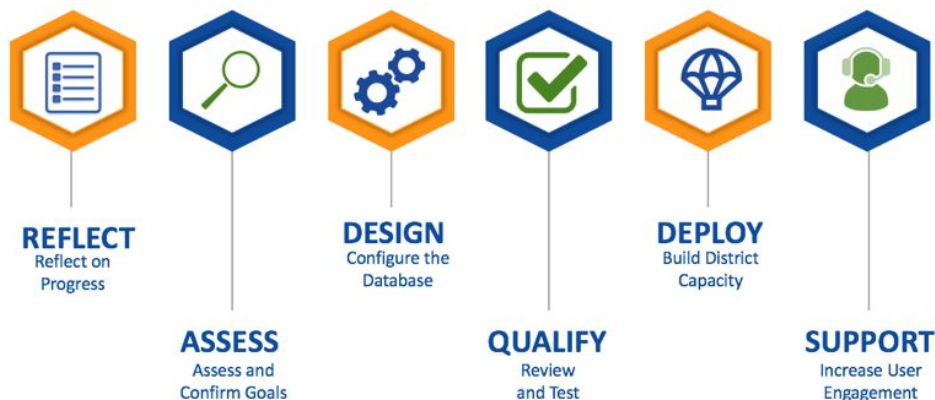 REFLECT
Reflect on
Progress
ASSESS
Assess and
Confirm Goals
DESIGN
Configure the
Database
QUALIFY
Review
and Test
DEPLOY
Build District
Capacity
SUPPORT
Increase User
Engagement